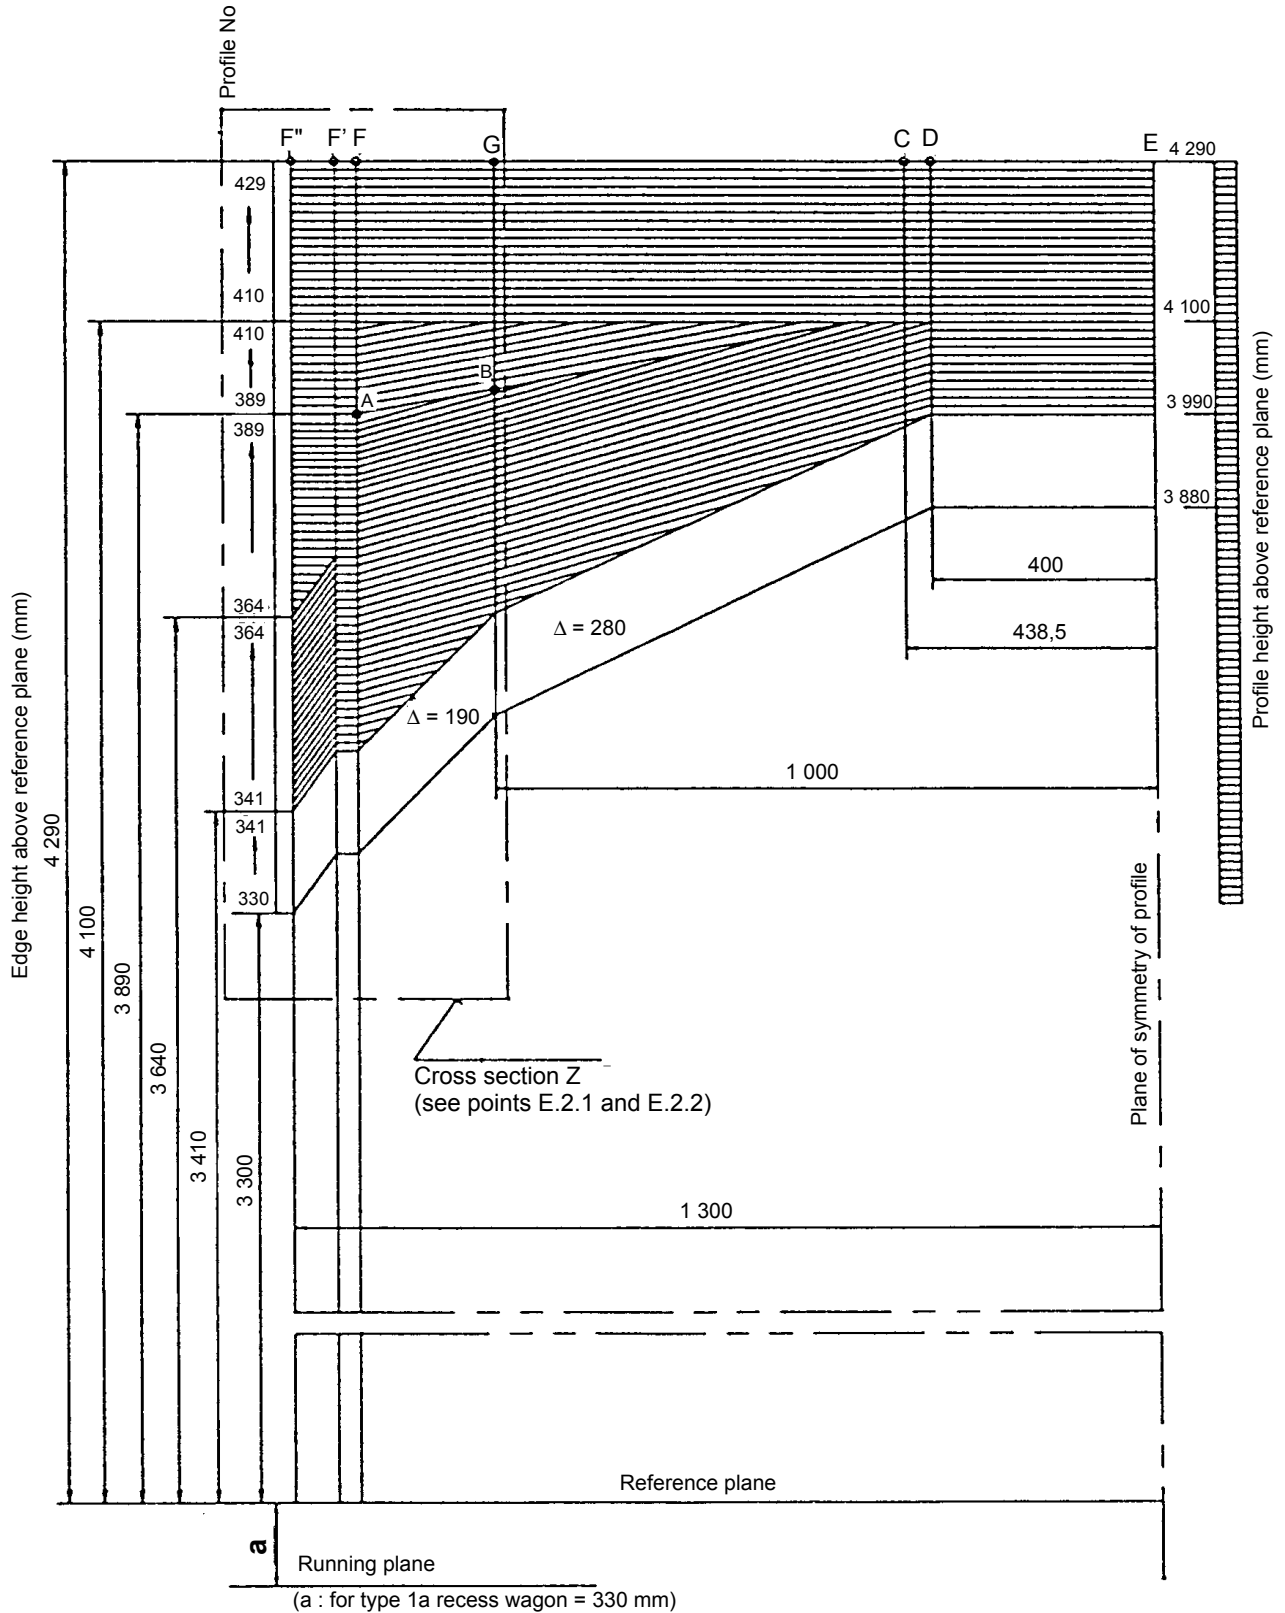 Profile No
F" F' F G C D E 4 290
429
410
4 100
410
B
389
A
3 990
389
3 880
400
364
364
Δ = 280
438,5
Δ = 190
1 000
341
341
330
4 290
4 100
3 890
3 640
3 410
3 300
Edge height above reference plane (mm)
Profile height above reference plane (mm)
Plane of symmetry of profile
Cross section Z
(see points E.2.1 and E.2.2)
1 300
Reference plane
a
Running plane
(a : for type 1a recess wagon = 330 mm)